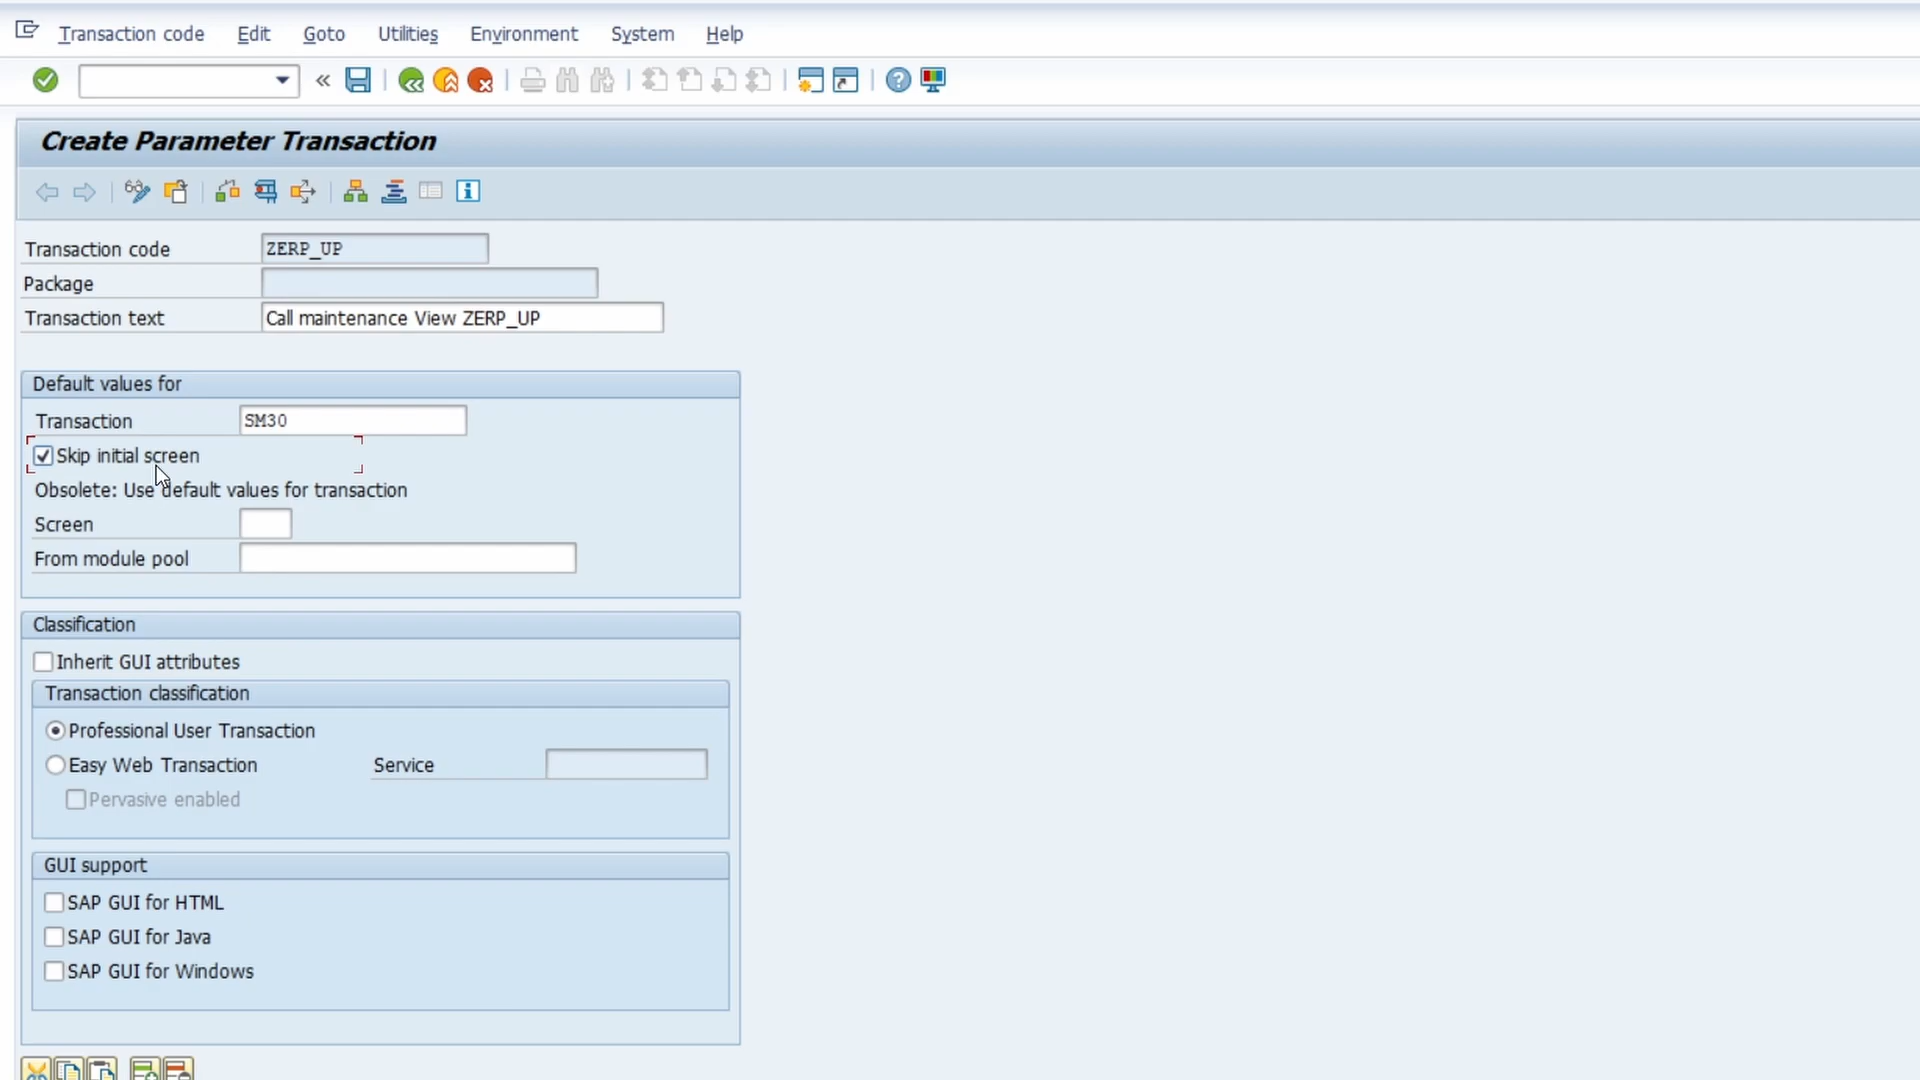 Transaction code Edit Goto Utilities Environment System Help
Create Parameter Transaction
Transaction code ZERP_UP
Package
Transaction text Call maintenance View ZERP_UP
Default values for
Transaction SM30
Skip initial screen
Obsolete: Use default values for transaction
Screen
From module pool
Classification
Inherit GUI attributes
Transaction classification
Professional User Transaction
Easy Web Transaction Service
Pervasive enabled
GUI support
SAP GUI for HTML
SAP GUI for Java
SAP GUI for Windows